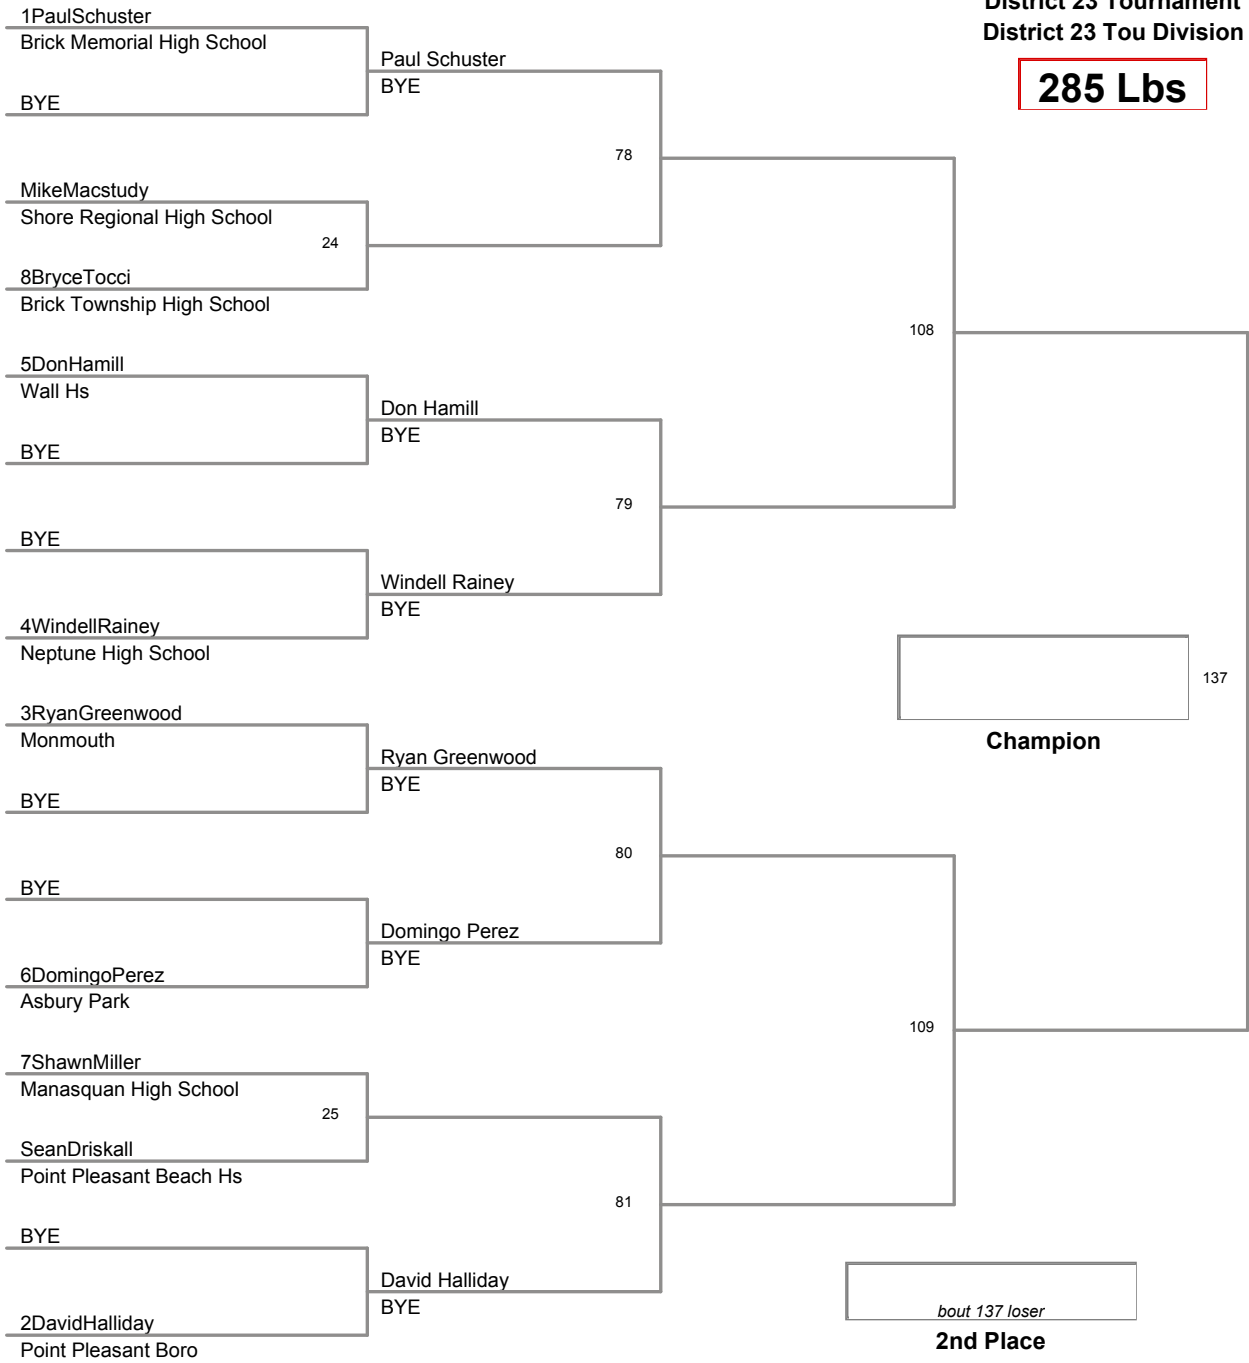 District 23 Tournament
District 23 Tou Division
285 Lbs
1PaulSchuster
Brick Memorial High School
BYE
MikeMacstudy
Shore Regional High School
24
8BryceTocci
Brick Township High School
5DonHamill
Wall Hs
BYE
BYE
4WindellRainey
Neptune High School
3RyanGreenwood
Monmouth
BYE
BYE
6DomingoPerez
Asbury Park
7ShawnMiller
Manasquan High School
25
SeanDriskall
Point Pleasant Beach Hs
BYE
2DavidHalliday
Point Pleasant Boro
Paul Schuster
BYE
78
Don Hamill
BYE
79
Windell Rainey
BYE
Ryan Greenwood
BYE
80
Domingo Perez
BYE
81
David Halliday
BYE
108
109
137
Champion
bout 137 loser
2nd Place